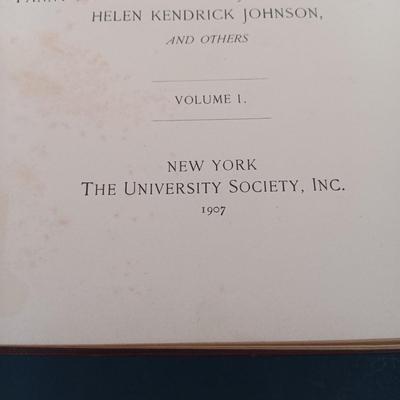 HELEN KENDRICK JOHNSON,
AND OTHERS
VOLUME I.
NEW YORK
THE UNIVERSITY SOCIETY, INC.
1907